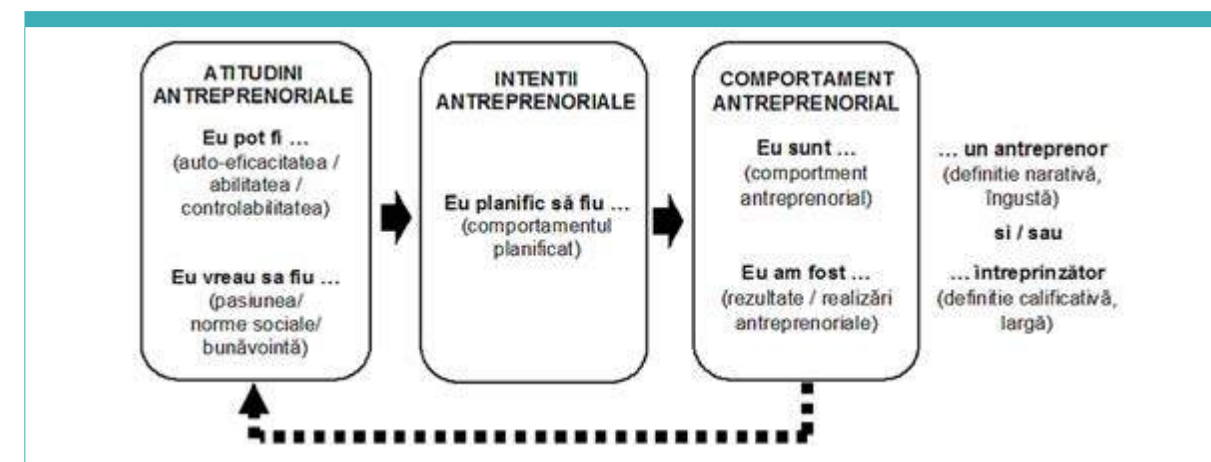 ATITUDINI
ANTREPRENORIALE
Eu pot fi ...
(auto-eficacitatea /
abilitatea /
controlabilitatea)
Eu vreau sa fiu ...
(pasiunea/
norme sociale/
bunăvointă)
INTENTII
ANTREPRENORIALE
Eu planific să fiu ...
(comportamentul
planificat)
COMPORTAMENT
ANTREPRENORIAL
Eu sunt ...
(comportment
antreprenorial)
Eu am fost ...
(rezultate / realizări
antreprenoriale)
... un antreprenor
(definitie narativă,
îngustă)
si / sau
... întreprinzător
(definitie calificativă,
largă)